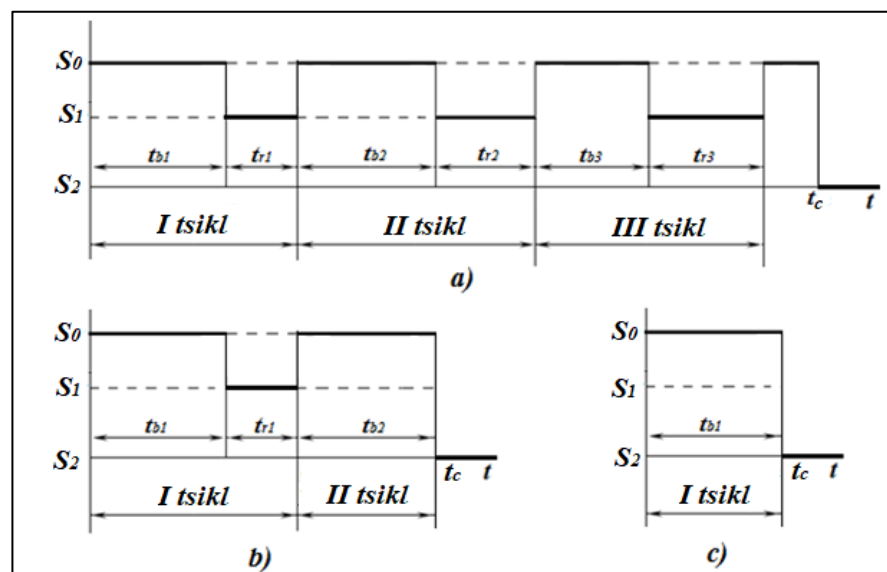 S0
S1
tb1 tr1 tb2 tr2 tb3 tr3
S2
tc t
I tsikl II tsikl III tsikl
a)
S0
S1
tb1 tr1 tb2
S2
tc t
I tsikl II tsikl
b)
S0
S1
tb1
S2
tc t
I tsikl
c)